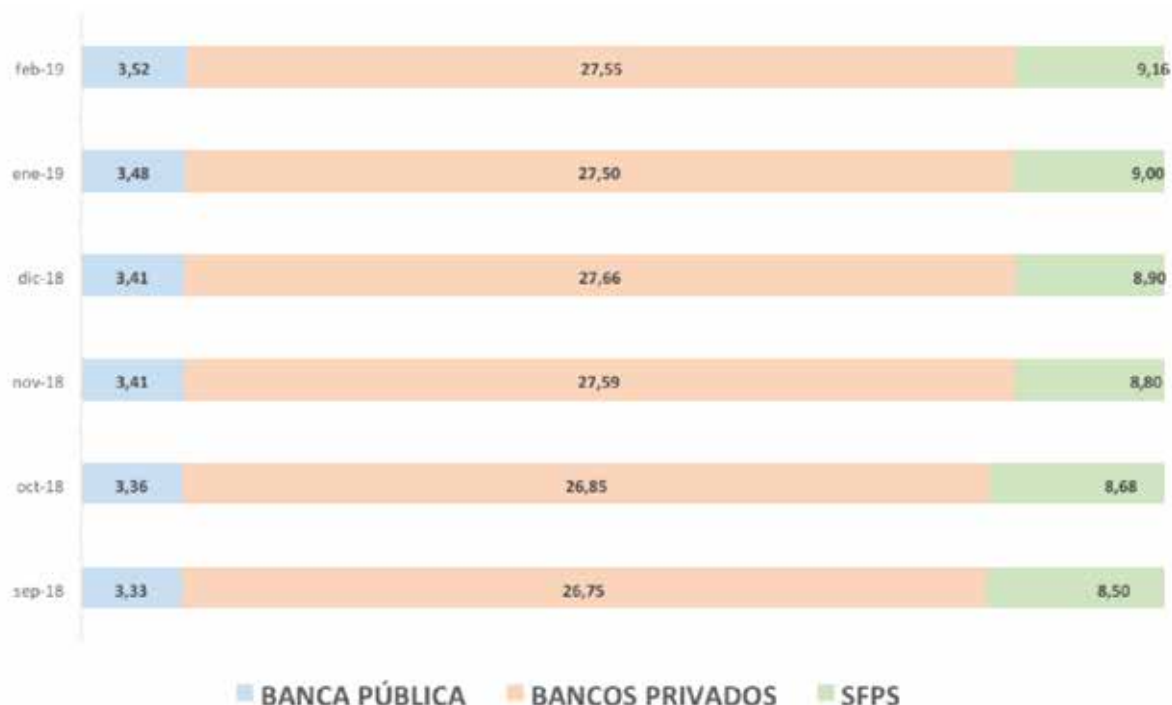 feb-19 3,52 27,55 9,16
ene-19 3,48 27,50 9,00
dic-18 3,41 27,66 8,90
nov-18 3,41 27,59 8,80
oct-18 3,36 26,85 8,68
sep-18 3,33 26,75 8,50
BANCA PÚBLICA BANCOS PRIVADOS SFPS